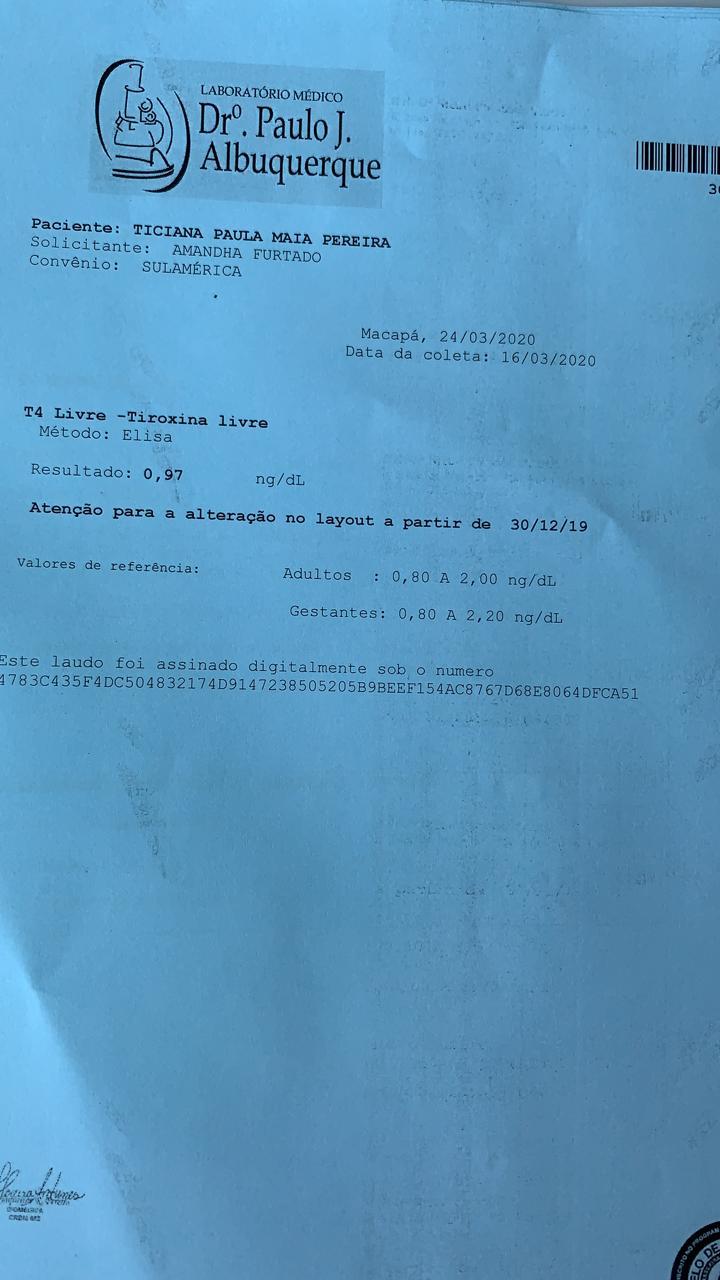 LABORATÓRIO MÉDICO
Drº. Paulo J.
Albuquerque
30
Paciente: TICIANA PAULA MAIA PEREIRA
Solicitante: AMANDHA FURTADO
Convênio: SULAMÉRICA
Macapá, 24/03/2020
Data da coleta: 16/03/2020
T4 Livre -Tiroxina livre
Método: Elisa
Resultado: 0,97 ng/dL
Atenção para a alteração no layout a partir de 30/12/19
Valores de referência: Adultos : 0,80 A 2,00 ng/dL
Gestantes: 0,80 A 2,20 ng/dL
Este laudo foi assinado digitalmente sob o numero
4783C435F4DC504832174D9147238505205B9BEEF154AC8767D68E8064DFCA51